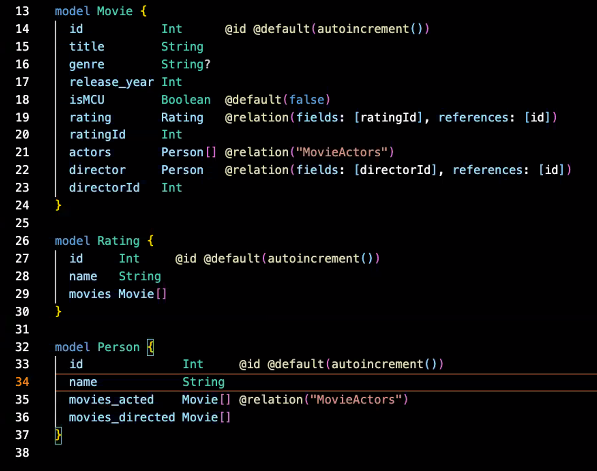 13 model Movie {
14   id           Int      @id @default(autoincrement())
15   title        String
16   genre        String?
17   release_year Int
18   isMCU        Boolean  @default(false)
19   rating       Rating   @relation(fields: [ratingId], references: [id])
20   ratingId     Int
21   actors       Person[] @relation("MovieActors")
22   director     Person   @relation(fields: [directorId], references: [id])
23   directorId   Int
24 }
25
26 model Rating {
27   id     Int     @id @default(autoincrement())
28   name   String
29   movies Movie[]
30 }
31
32 model Person {
33   id              Int     @id @default(autoincrement())
34   name            String
35   movies_acted    Movie[] @relation("MovieActors")
36   movies_directed Movie[]
37 }
38